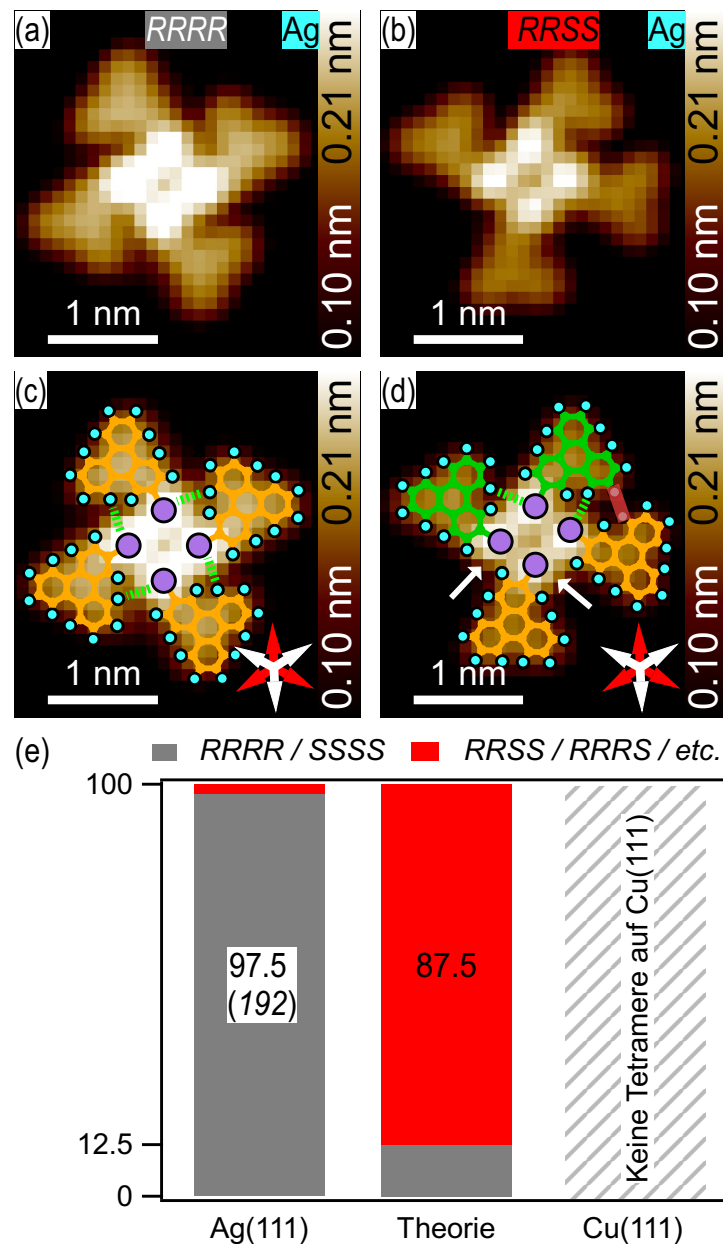 (a) RRRR Ag
0.10 nm 0.21 nm
1 nm
(b) RRSS Ag
0.10 nm 0.21 nm
1 nm
(c)
0.10 nm 0.21 nm
1 nm
(d)
0.10 nm 0.21 nm
1 nm
(e)
RRRR / SSSS RRSS / RRRS / etc.
100
12.5
0
97.5
(192)
87.5
Keine Tetramere auf Cu(111)
Ag(111) Theorie Cu(111)